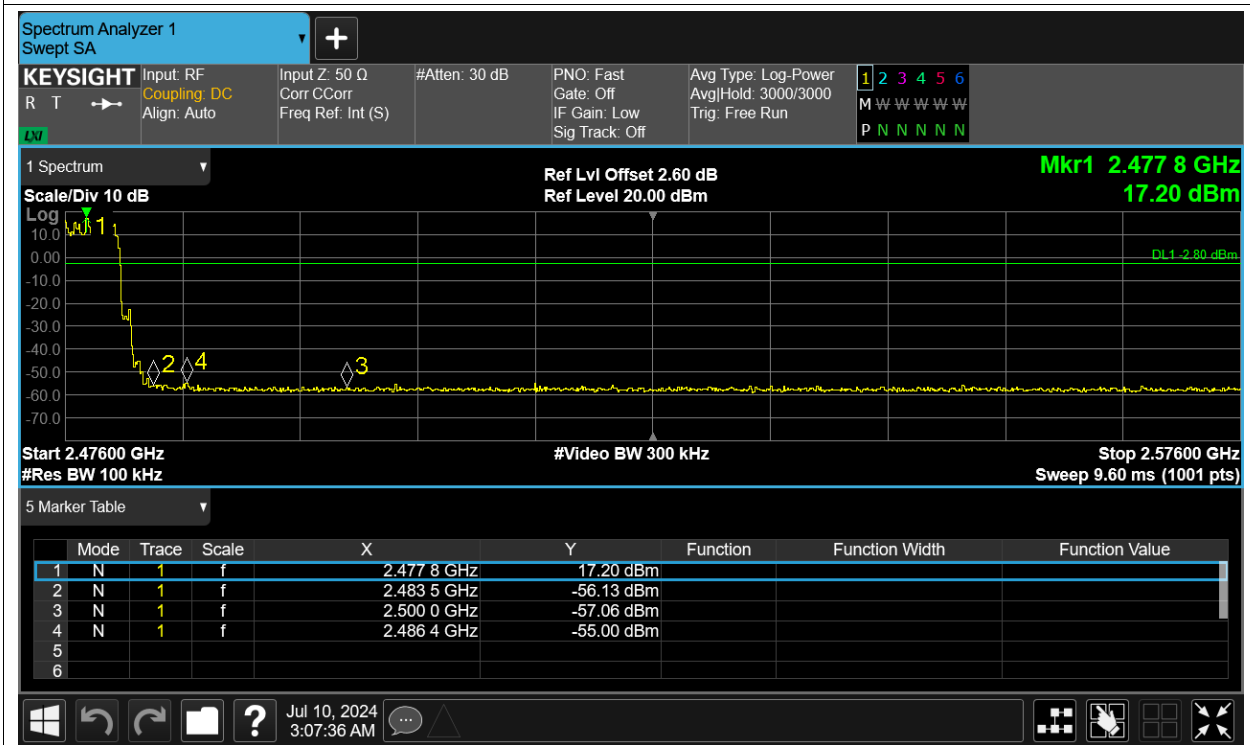 Spectrum Analyzer 1
Swept SA
+
KEYSIGHT Input: RF Input Z: 50 Ω #Atten: 30 dB PNO: Fast Avg Type: Log-Power 1 2 3 4 5 6
R T Coupling: DC Corr CCorr Gate: Off Avg|Hold: 3000/3000 M W W W W W
Align: Auto Freq Ref: Int (S) IF Gain: Low Trig: Free Run
LXI Sig Track: Off P N N N N N
1 Spectrum Ref Lvl Offset 2.60 dB Mkr1 2.477 8 GHz
Scale/Div 10 dB Ref Level 20.00 dBm 17.20 dBm
Log
1
10.0
0.00 DL1 -2.80 dBm
-10.0
-20.0
-30.0
-40.0
2 4 3
-50.0
-60.0
-70.0
Start 2.47600 GHz #Video BW 300 kHz Stop 2.57600 GHz
#Res BW 100 kHz Sweep 9.60 ms (1001 pts)
5 Marker Table
Mode Trace Scale X Y Function Function Width Function Value
1 N 1 f 2.477 8 GHz 17.20 dBm
2 N 1 f 2.483 5 GHz -56.13 dBm
3 N 1 f 2.500 0 GHz -57.06 dBm
4 N 1 f 2.486 4 GHz -55.00 dBm
5
6
? Jul 10, 2024
3:07:36 AM